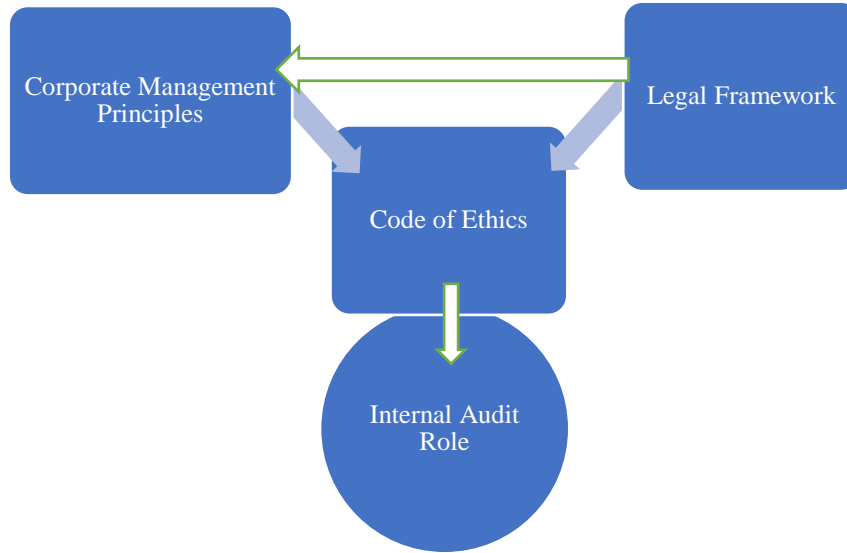 Corporate Management
Principles
Legal Framework
Code of Ethics
Internal Audit
Role